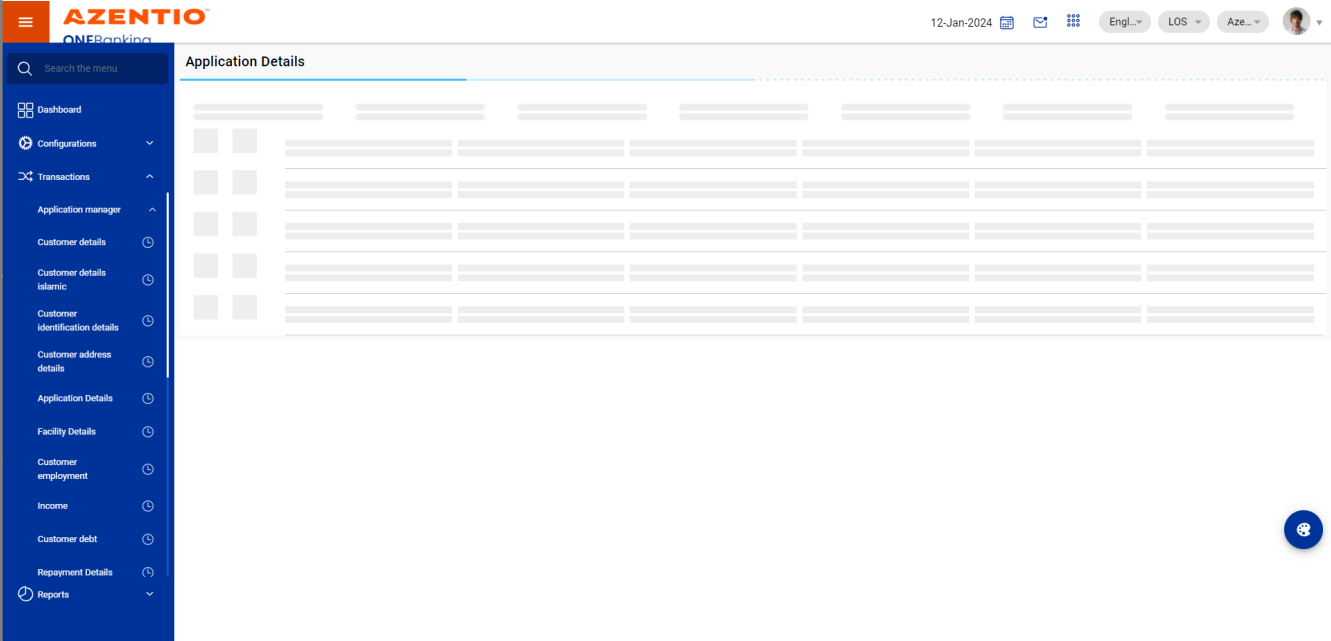 AZENTIO™
ONEBanking
12-Jan-2024
Engl...
LOS
Aze...
Search the menu
Application Details
Dashboard
Configurations
Transactions
Application manager
Customer details
Customer details
islamic
Customer
identification details
Customer address
details
Application Details
Facility Details
Customer
employment
Income
Customer debt
Repayment Details
Reports